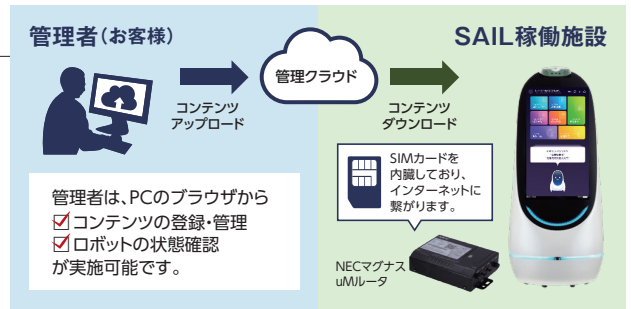 管理者(お客様)
コンテンツ
アップロード
管理者は、PCのブラウザから
コンテンツの登録・管理
ロボットの状態確認
が実施可能です。
管理クラウド
SAIL稼働施設
コンテンツ
ダウンロード
SIMカードを
内臓しており、
インターネットに
繋がります。
NECマグナス
uMルータ